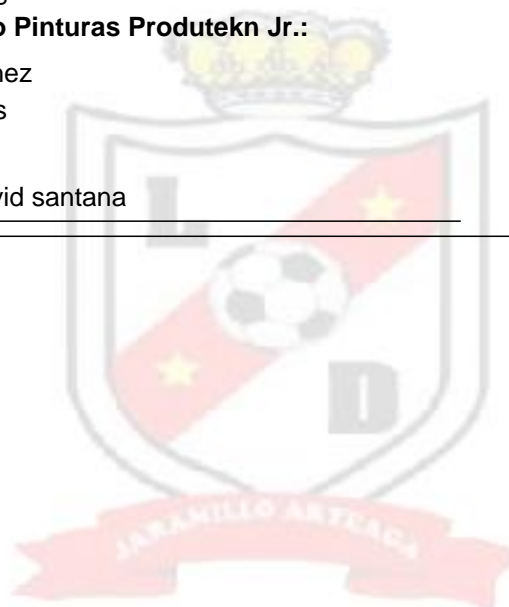 o Pinturas Produtekn Jr.:
nez
s
vid santana
L
D
JARAMILLO ARTEAGA